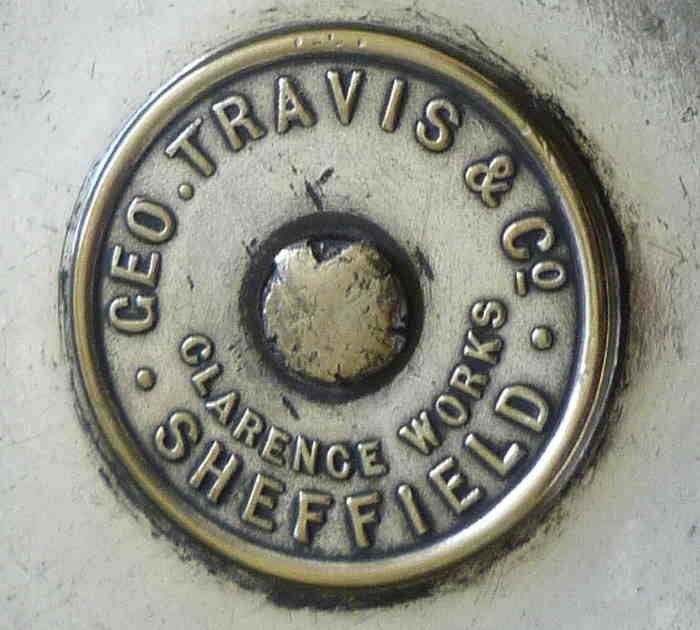 GEO. TRAVIS & Cº
CLARENCE WORKS
SHEFFIELD